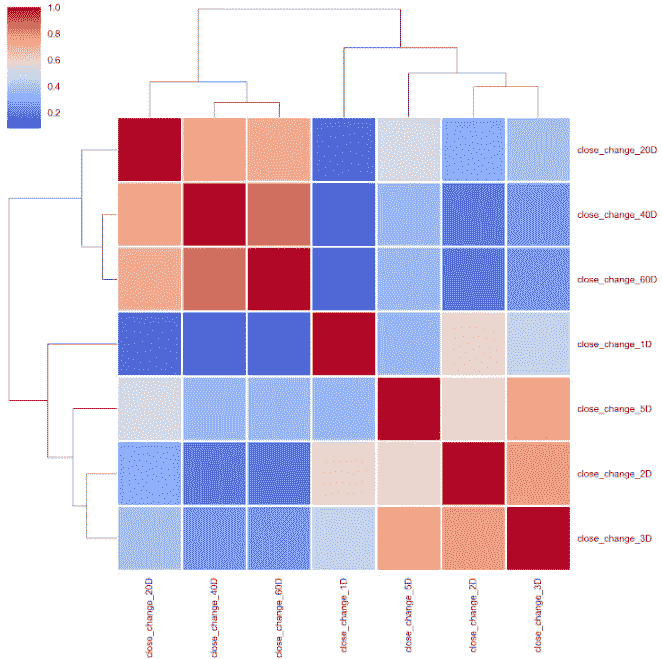 1.0
0.8
0.6
0.4
0.2
close_change_20D
close_change_40D
close_change_60D
close_change_1D
close_change_5D
close_change_2D
close_change_3D
close_change_20D
close_change_40D
close_change_60D
close_change_1D
close_change_5D
close_change_2D
close_change_3D